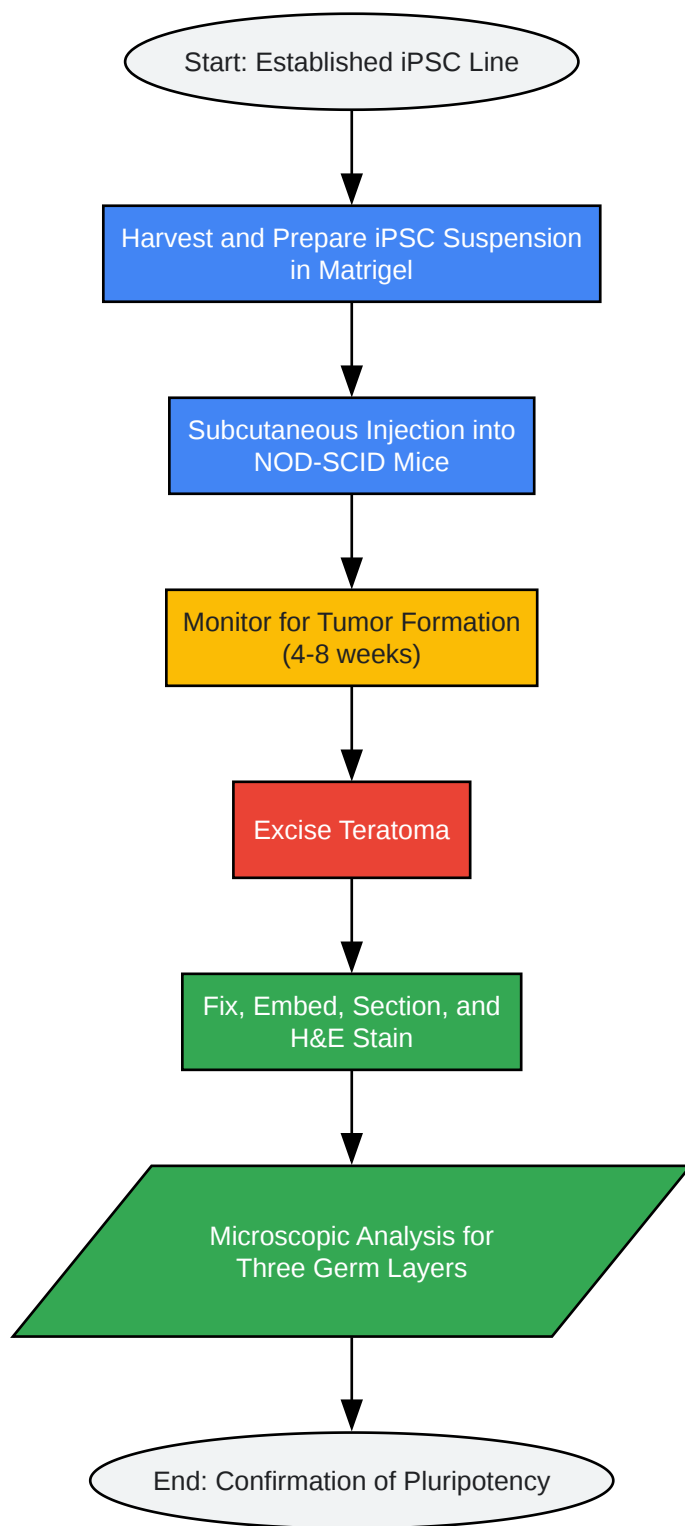 Start: Established iPSC Line
Harvest and Prepare iPSC Suspension
in Matrigel
Subcutaneous Injection into
NOD-SCID Mice
Monitor for Tumor Formation
(4-8 weeks)
Excise Teratoma
Fix, Embed, Section, and
H&E Stain
Microscopic Analysis for
Three Germ Layers
End: Confirmation of Pluripotency